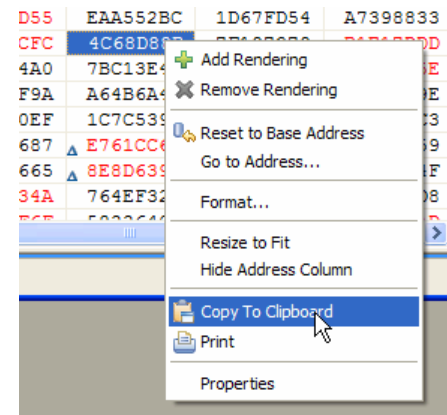 D55 EAA552BC 1D67FD54 A7398833
CFC 4C68D88
4A0 7BC13E4
F9A A64B6A4
0EF 1C7C539
687 E761CC6
665 8E8D639
34A 764EF32
Add Rendering
Remove Rendering
Reset to Base Address
Go to Address...
Format...
Resize to Fit
Hide Address Column
Copy To Clipboard
Print
Properties